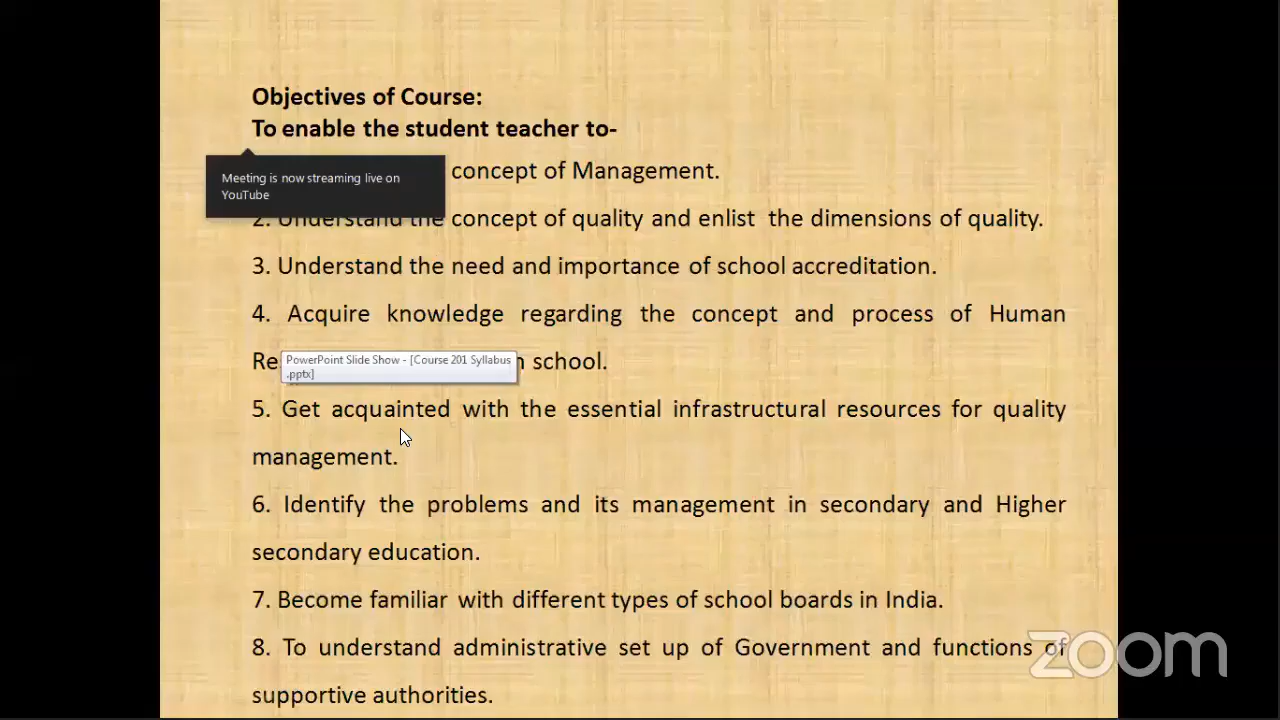 Objectives of Course:
To enable the student teacher to-
Meeting is now streaming live on
YouTube
concept of Management.
2. Understand the concept of quality and enlist the dimensions of quality.
3. Understand the need and importance of school accreditation.
4. Acquire knowledge regarding the concept and process of Human
PowerPoint Slide Show - [Course 201 Syllabus
.pptx]
school.
5. Get acquainted with the essential infrastructural resources for quality
management.
6. Identify the problems and its management in secondary and Higher
secondary education.
7. Become familiar with different types of school boards in India.
8. To understand administrative set up of Government and functions of
supportive authorities.
zoom